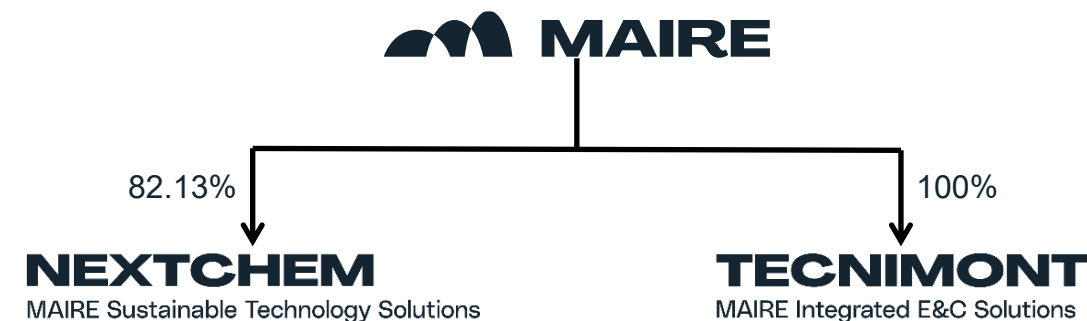 MAIRE
82.13%
100%
NEXTCHEM
MAIRE Sustainable Technology Solutions
TECNIMONT
MAIRE Integrated E&C Solutions